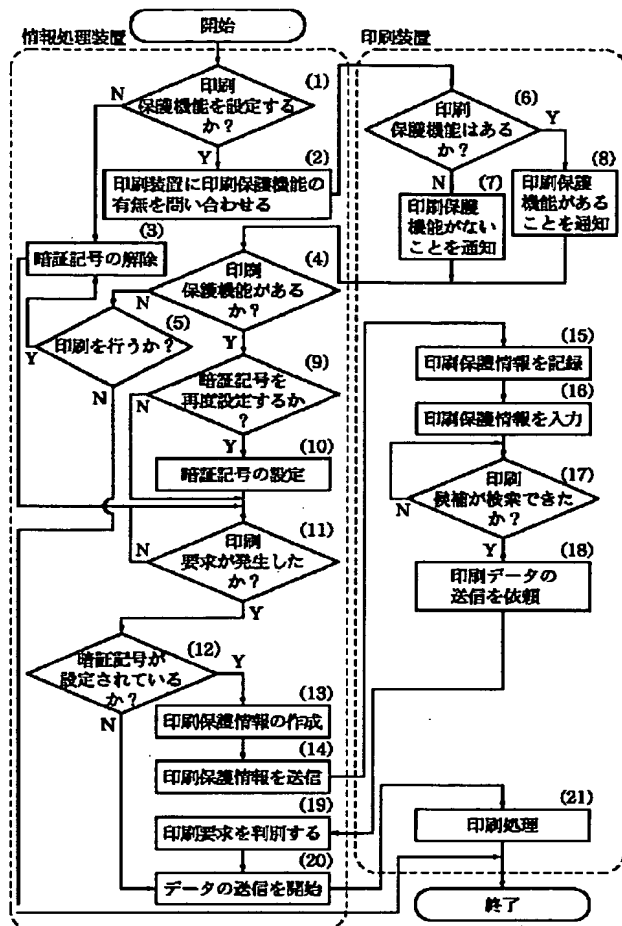 開始
情報処理装置
印刷装置
(1)
印刷
保護機能を設定する
か？
N
Y
(2)
印刷装置に印刷保護機能の
有無を問い合わせる
(6)
印刷
保護機能はある
か？
Y
N
(7)
印刷保護
機能がない
ことを通知
(8)
印刷保護
機能がある
ことを通知
(3)
暗証記号の解除
(4)
印刷
保護機能がある
か？
N
Y
(5)
印刷を行うか？
Y
N
(9)
暗証記号を
再度設定するか
？
N
Y
(10)
暗証記号の設定
(11)
印刷
要求が発生した
か？
N
Y
(12)
暗証記号が
設定されている
か？
Y
N
(13)
印刷保護情報の作成
(14)
印刷保護情報を送信
(15)
印刷保護情報を記録
(16)
印刷保護情報を入力
(17)
印刷
候補が検索できた
か？
N
Y
(18)
印刷データの
送信を依頼
(19)
印刷要求を判別する
(20)
データの送信を開始
(21)
印刷処理
終了